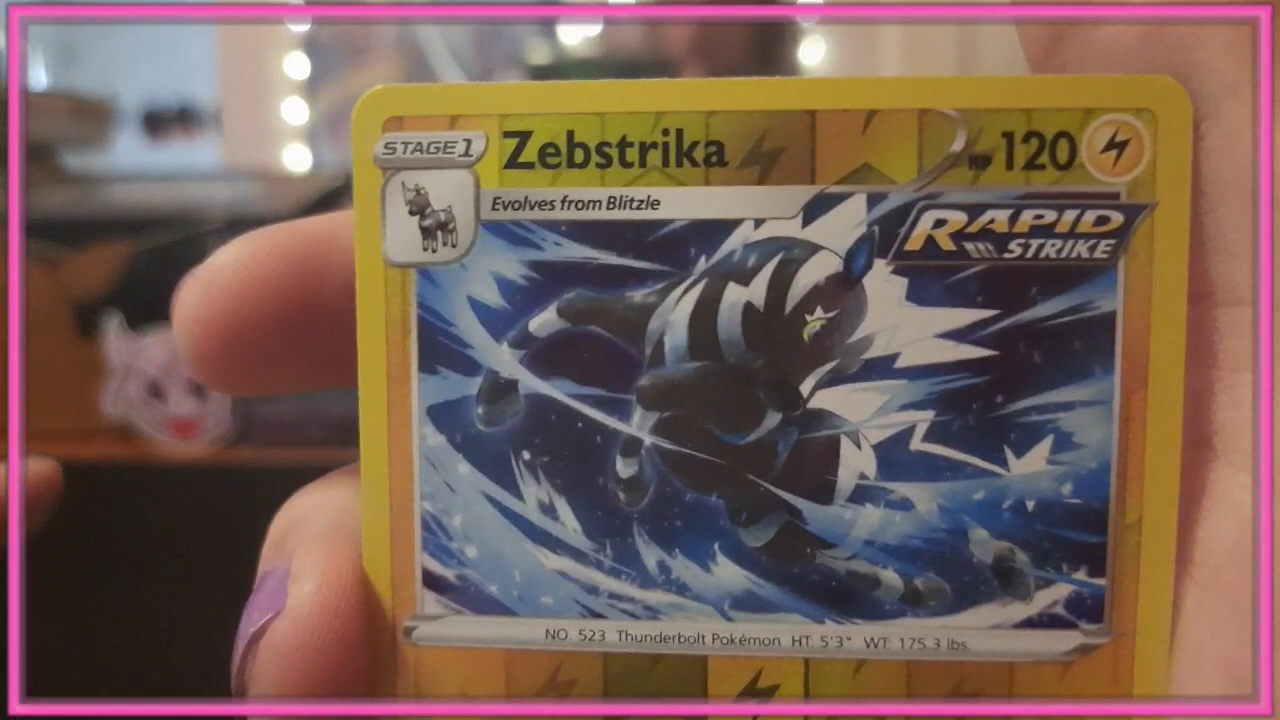 STAGE1 Zebstrika HP 120
Evolves from Blitzle
RAPID
STRIKE
NO. 523 Thunderbolt Pokémon HT: 5'3" WT: 175.3 lbs.